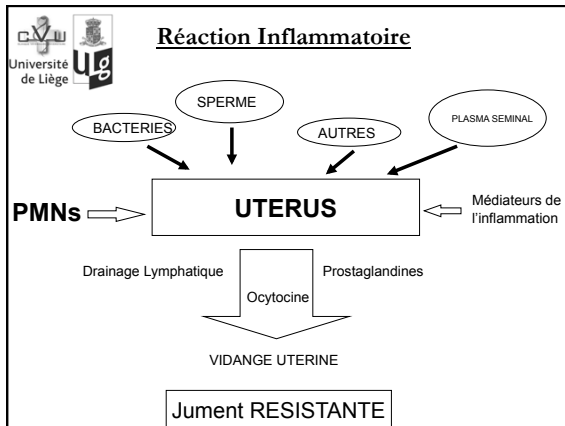 Réaction Inflammatoire
Université
de Liège
SPERME
BACTERIES
AUTRES
PLASMA SEMINAL
PMNs
UTERUS
Médiateurs de
l'inflammation
Drainage Lymphatique
Prostaglandines
Ocytocine
VIDANGE UTERINE
Jument RESISTANTE